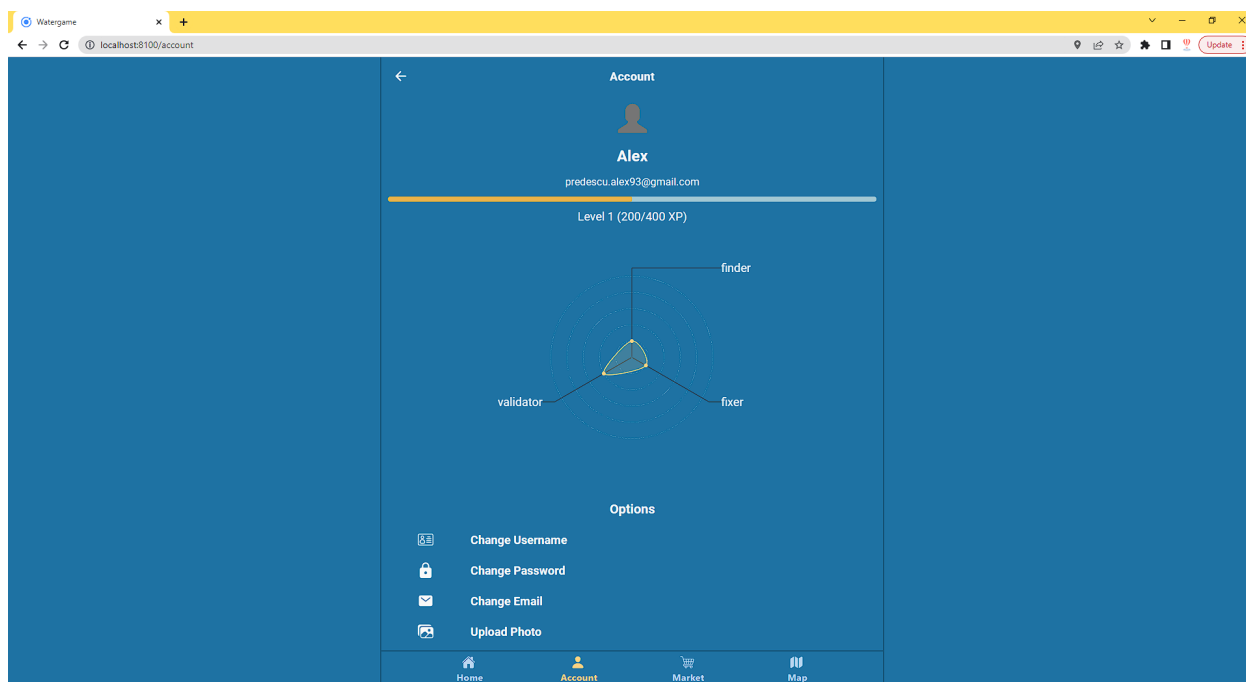 Watergame
localhost:8100/account
Update
Account
Alex
predescu.alex93@gmail.com
Level 1 (200/400 XP)
finder
validator
fixer
Options
Change Username
Change Password
Change Email
Upload Photo
Home Account Market Map